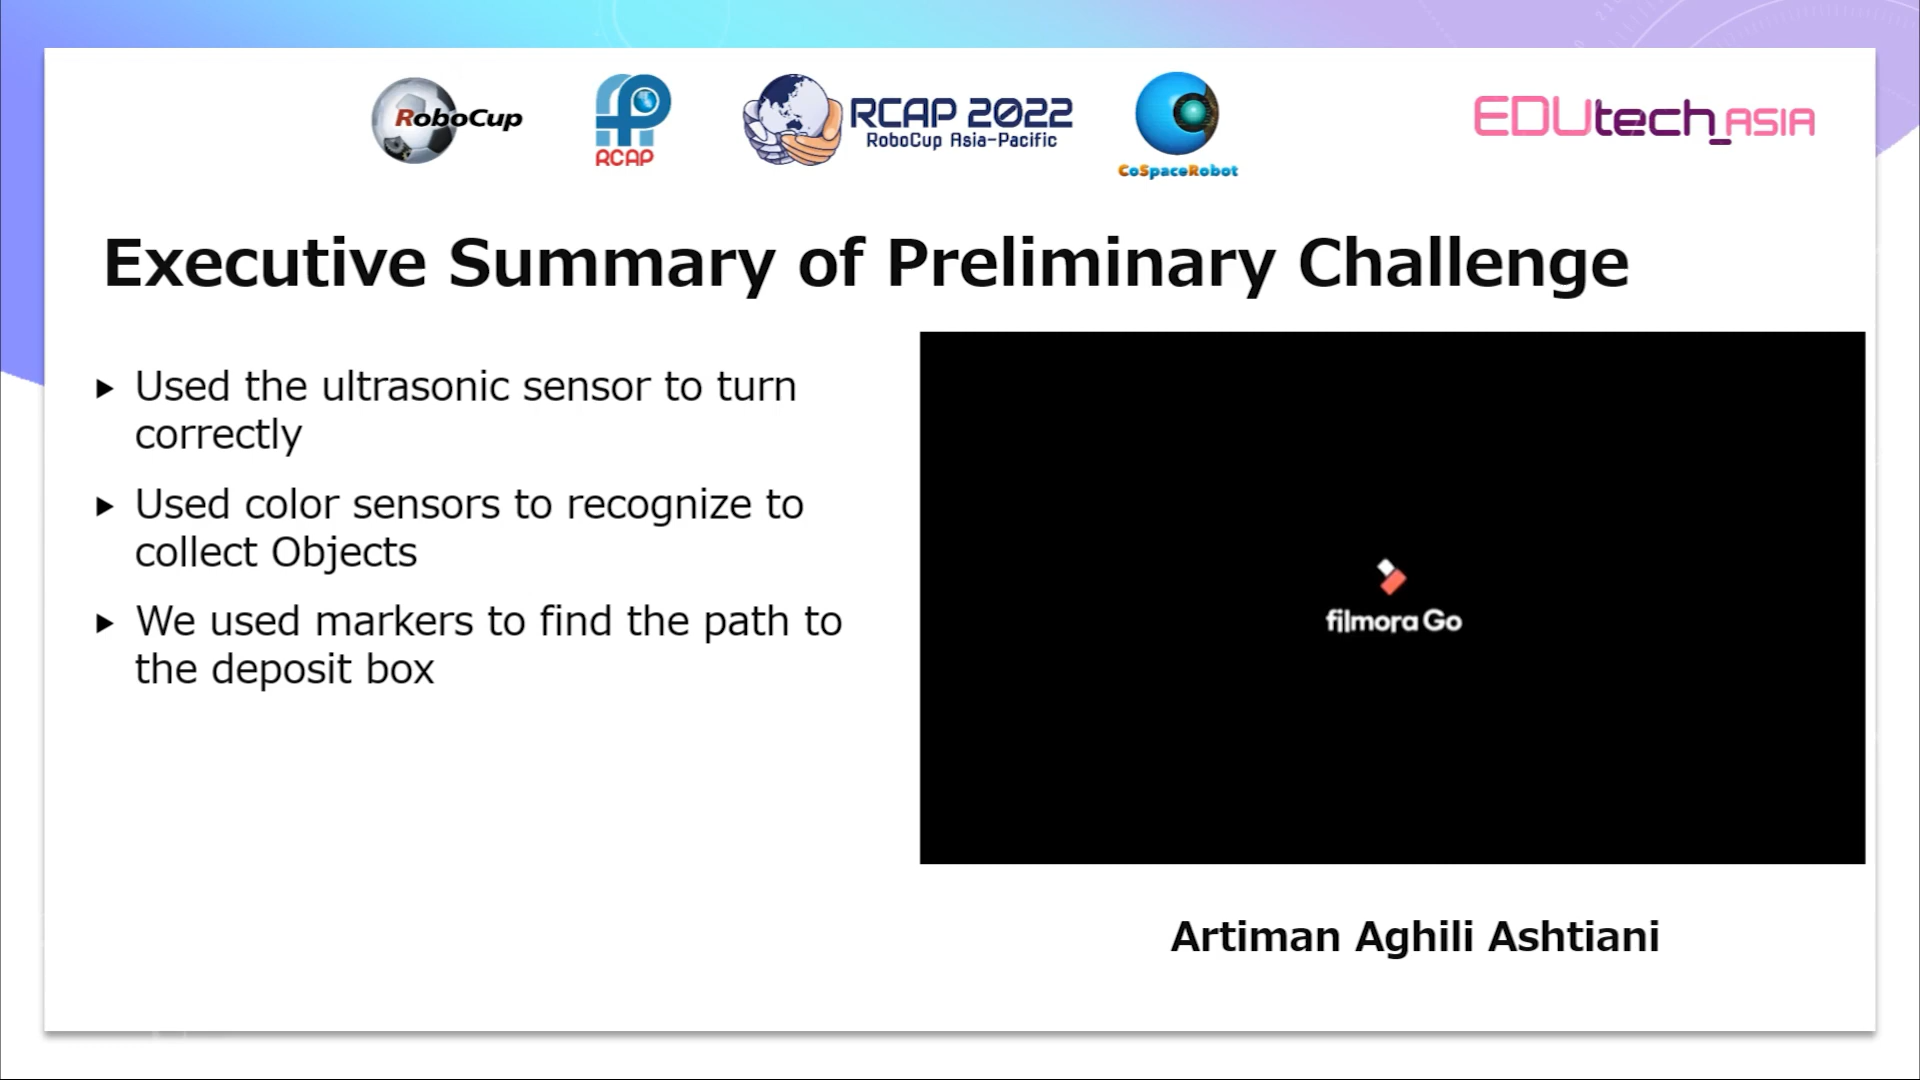 RoboCup
RCAP
RCAP 2022
RoboCup Asia-Pacific
CoSpaceRobot
EDUtech_ASIA
Executive Summary of Preliminary Challenge
Used the ultrasonic sensor to turn
correctly
Used color sensors to recognize to
collect Objects
We used markers to find the path to
the deposit box
filmora Go
Artiman Aghili Ashtiani